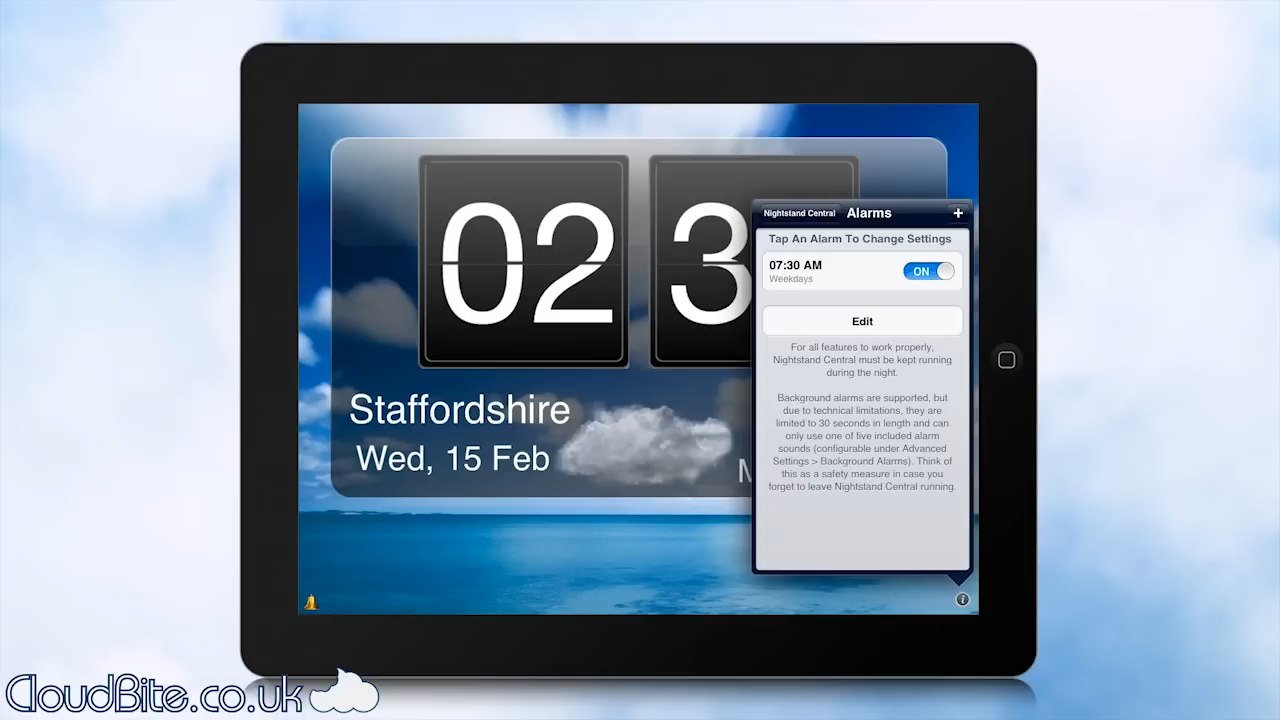 02
3
Staffordshire
Wed, 15 Feb
Nightstand Central
Alarms
+
Tap An Alarm To Change Settings
07:30 AM
Weekdays
ON
Edit
For all features to work properly,
Nightstand Central must be kept running
during the night.
Background alarms are supported, but
due to technical limitations, they are
limited to 30 seconds in length and can
only use one of five included alarm
sounds (configurable under Advanced
Settings > Background Alarms). Think of
this as a safety measure in case you
forget to leave Nightstand Central running.
i
CloudBite.co.uk